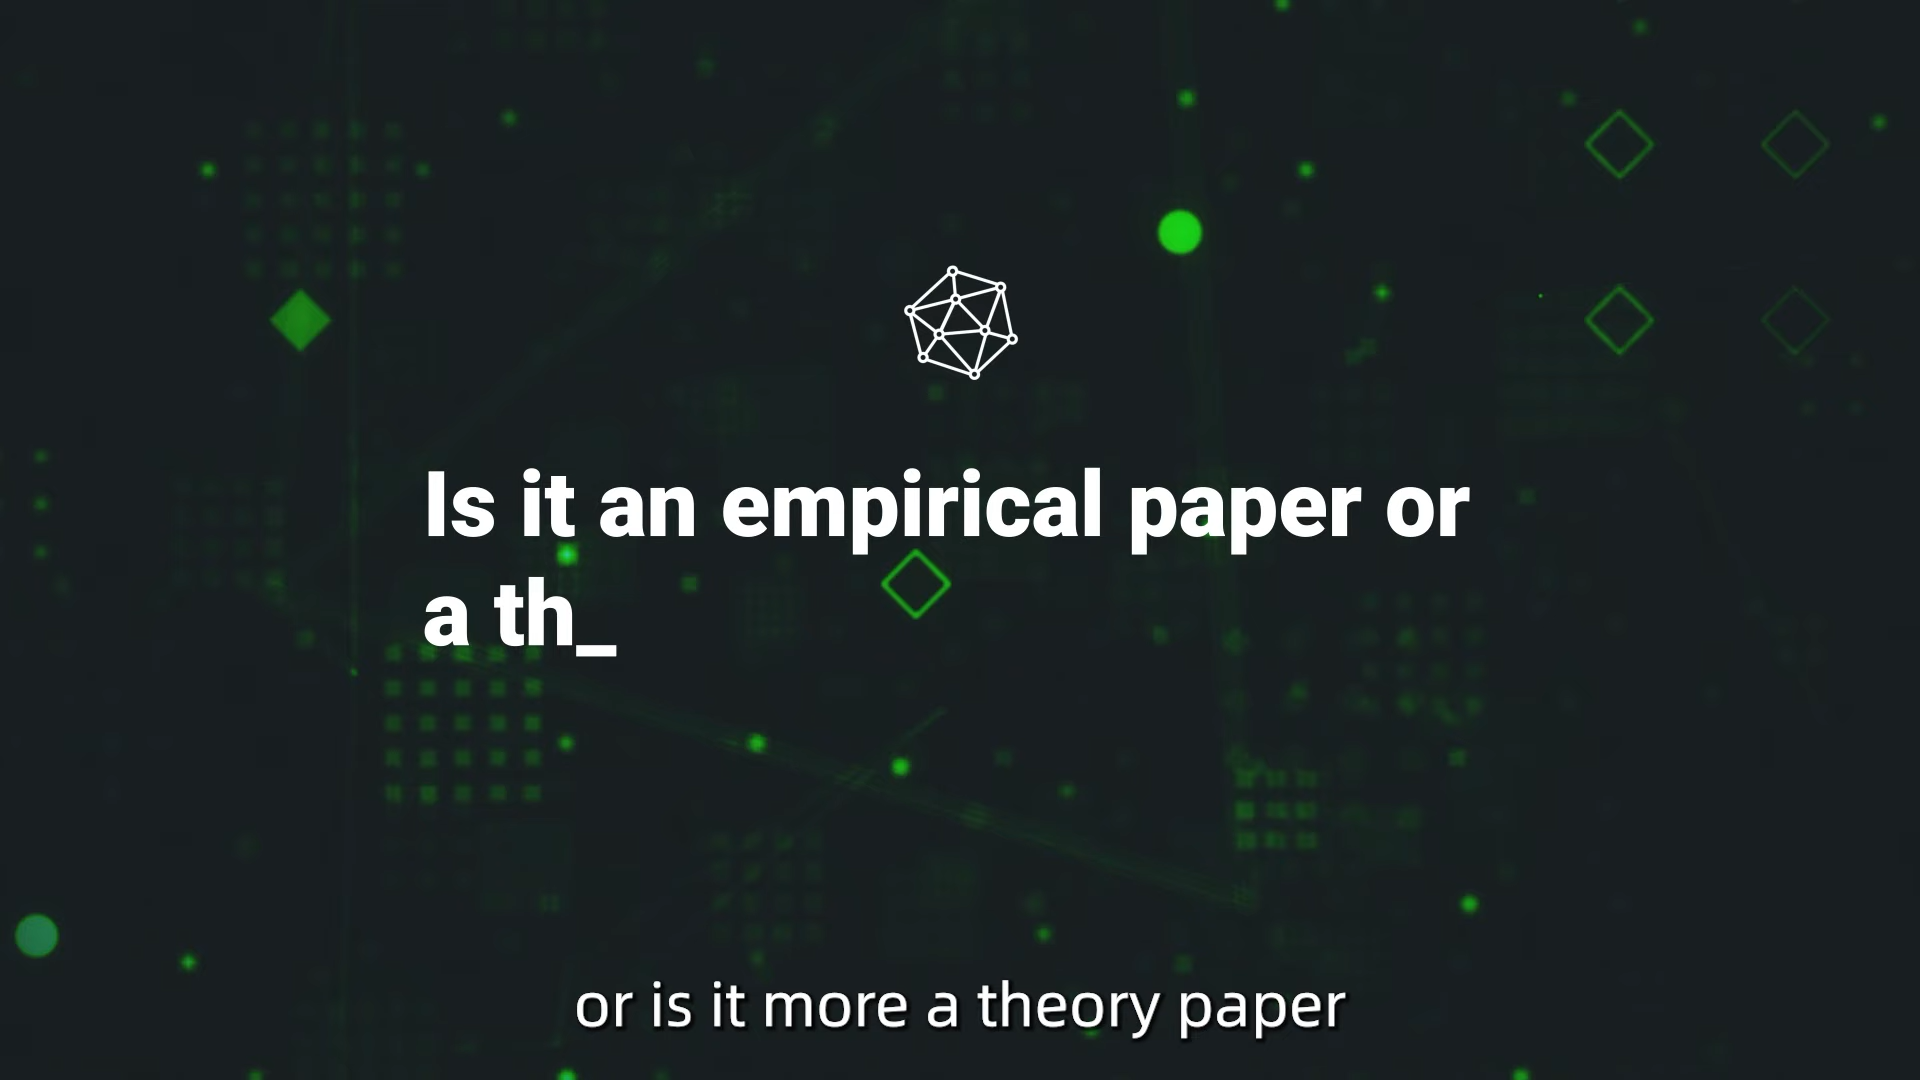 Is it an empirical paper or
a th_
or is it more a theory paper